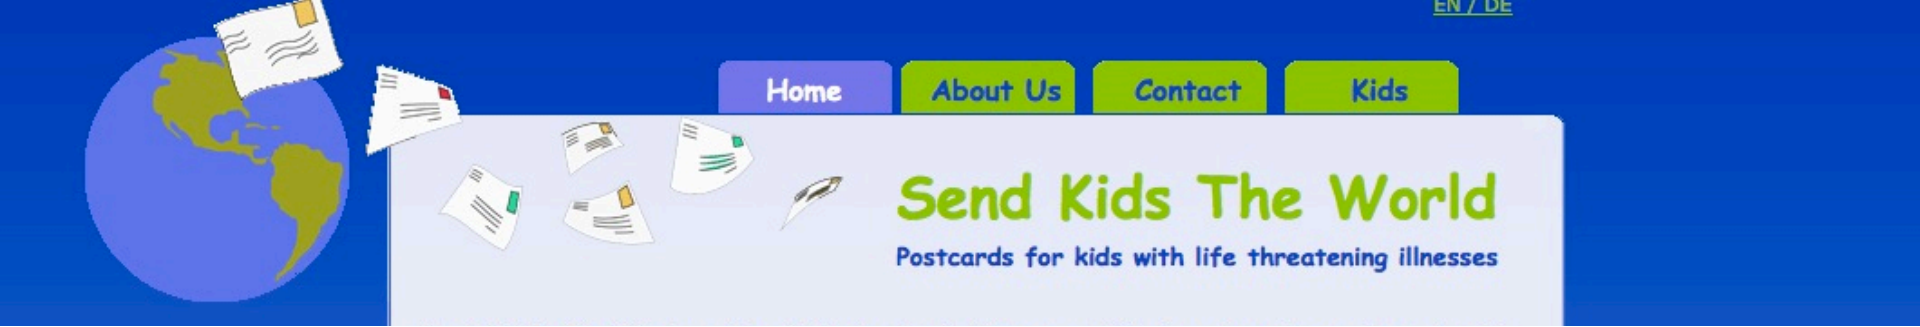 EN / DE
Home About Us Contact Kids
Send Kids The World
Postcards for kids with life threatening illnesses